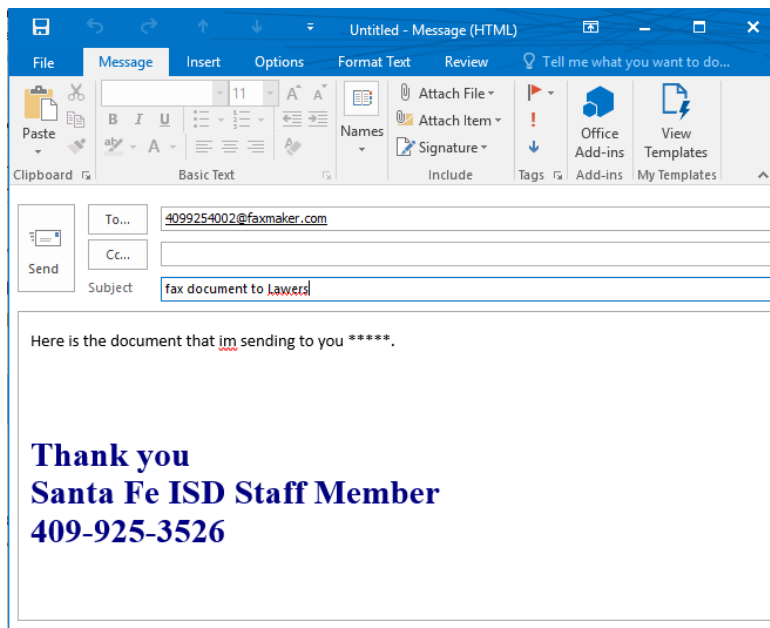 Untitled - Message (HTML)
File Message Insert Options Format Text Review Tell me what you want to do...
11 A A Attach File
Paste B I U Names Attach Item ! Office Add-ins View Templates
aby A Signature
Clipboard Basic Text Include Tags Add-ins My Templates
Send To... 4099254002@faxmaker.com
Cc...
Subject fax document to Lawers
Here is the document that im sending to you *****.
Thank you
Santa Fe ISD Staff Member
409-925-3526